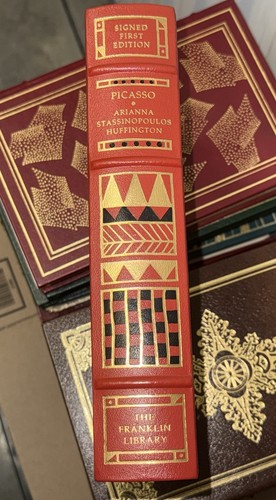 SIGNED
FIRST
EDITION
PICASSO
ARIANNA
STASSINOPOULOS
HUFFINGTON
THE
FRANKLIN
LIBRARY